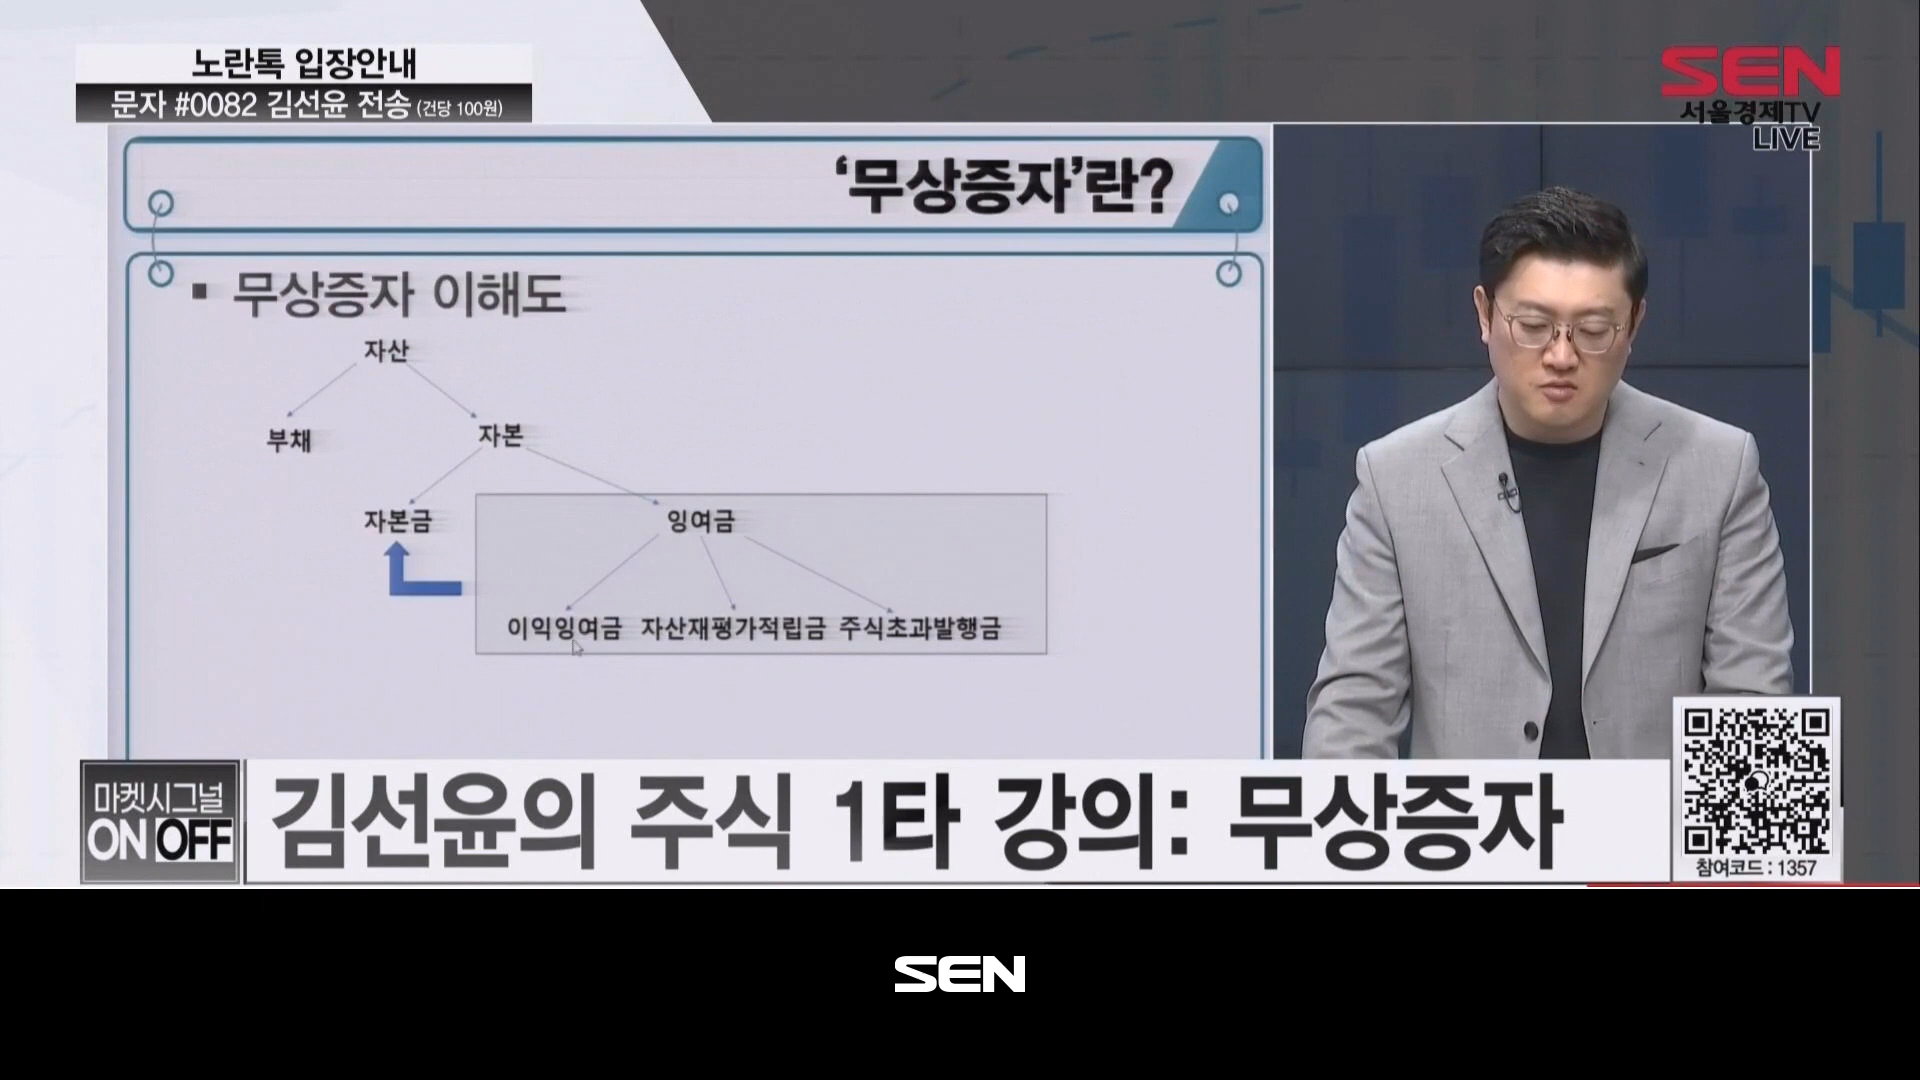 노란톡 입장안내
문자 #0082 김선윤 전송 (건당 100원)
SEN
서울경제TV
LIVE
‘무상증자’란?
▪ 무상증자 이해도
자산
부채
자본
자본금
잉여금
이익잉여금 자산재평가적립금 주식초과발행금
마켓시그널
ON OFF
김선윤의 주식 1타 강의: 무상증자
참여코드 : 1357
SEN